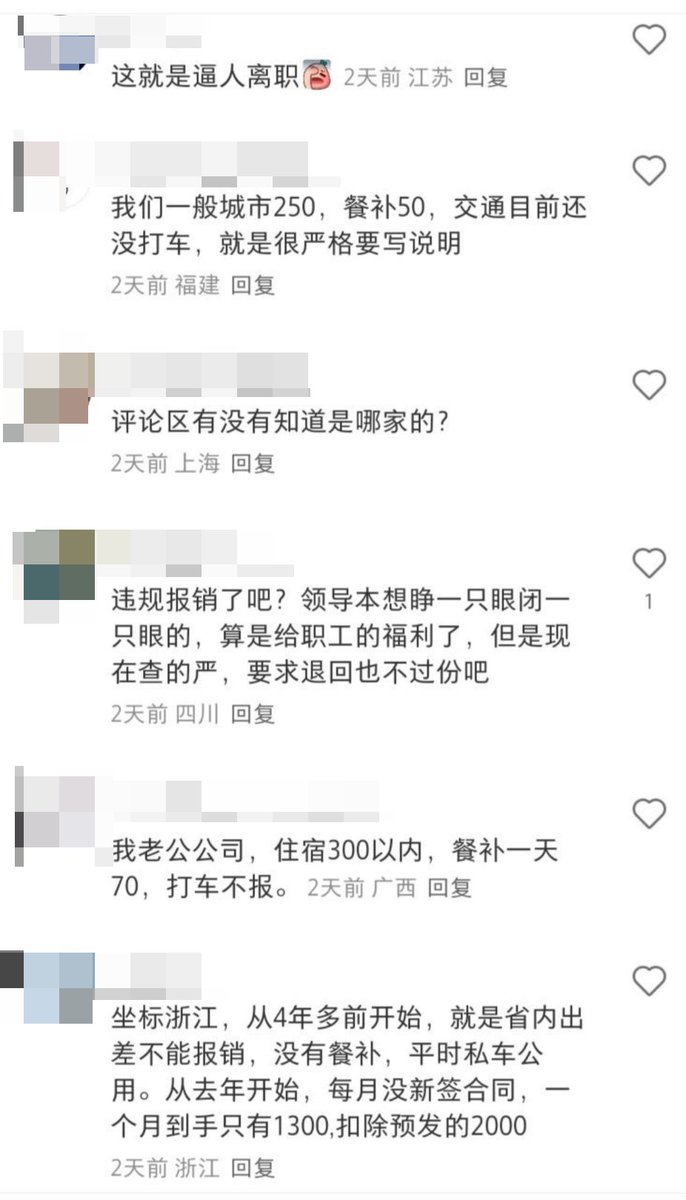 这就是逼人离职 2天前 江苏 回复
我们一般城市250，餐补50，交通目前还
没打车，就是很严格要写说明
2天前 福建 回复
评论区有没有知道是哪家的？
2天前 上海 回复
违规报销了吧？领导本想睁一只眼闭一
只眼的，算是给职工的福利了，但是现
在查的严，要求退回也不过份吧
1
2天前 四川 回复
我老公公司，住宿300以内，餐补一天
70，打车不报。 2天前 广西 回复
坐标浙江，从4年多前开始，就是省内出
差不能报销，没有餐补，平时私车公
用。从去年开始，每月没新签合同，一
个月到手只有1300,扣除预发的2000
2天前 浙江 回复